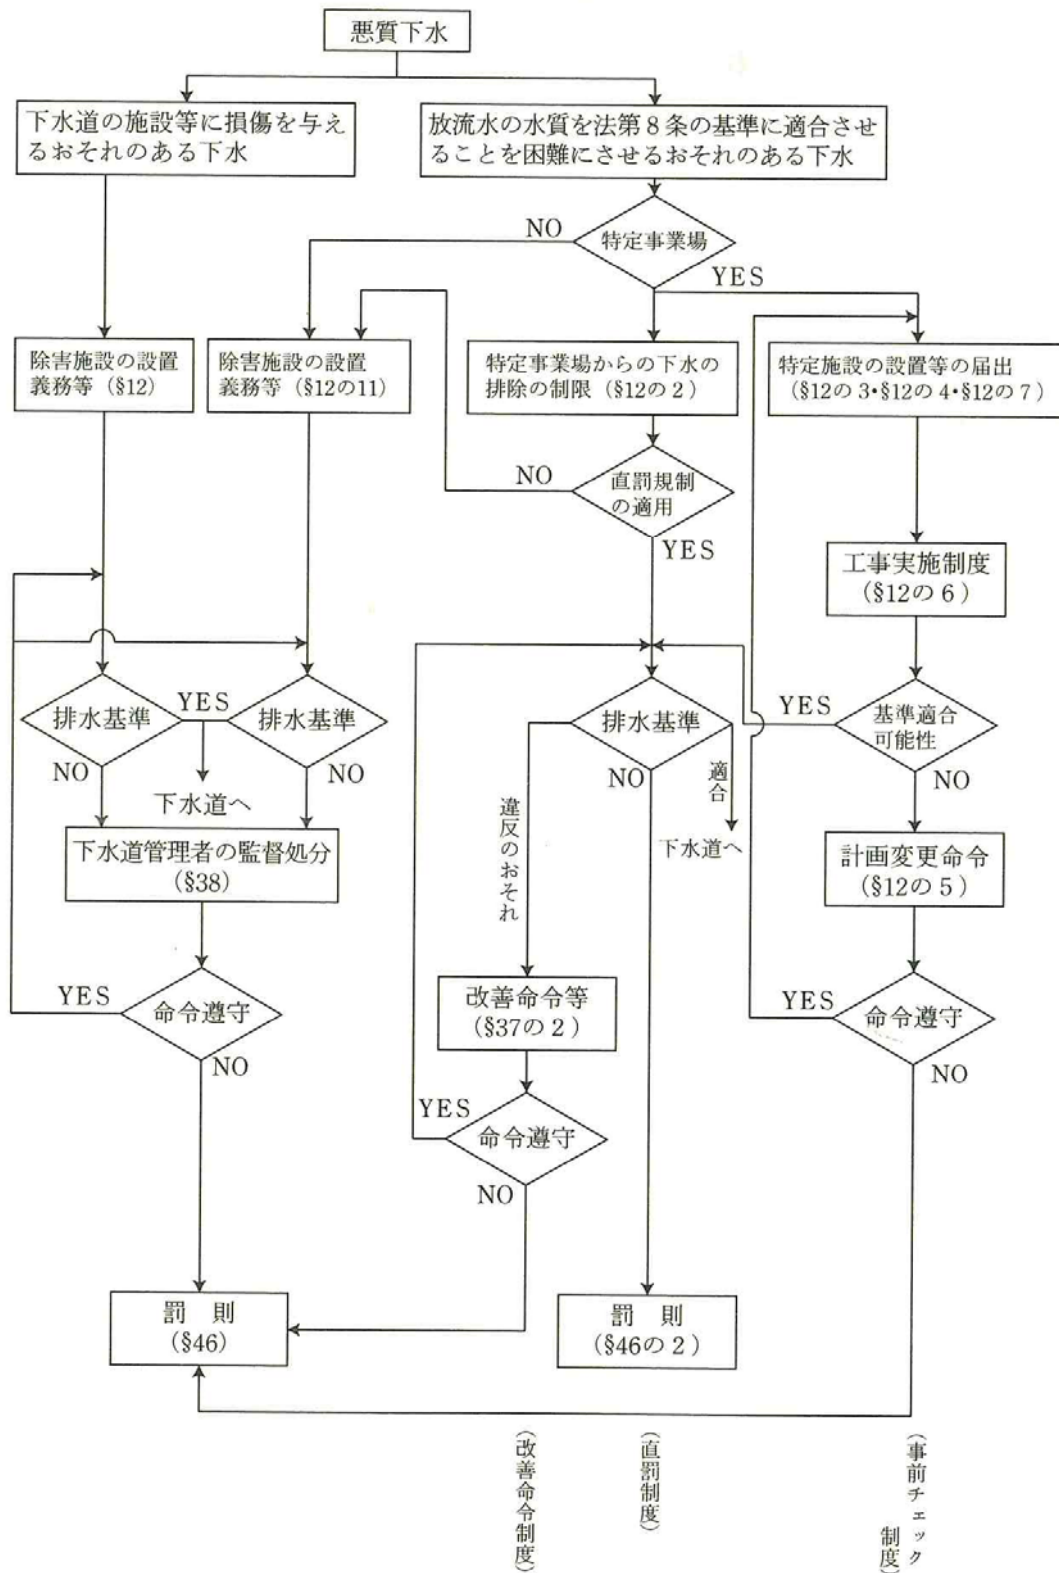 悪質下水
下水道の施設等に損傷を与え
るおそれのある下水
放流水の水質を法第8条の基準に適合させ
ることを困難にさせるおそれのある下水
NO
特定事業場
YES
除害施設の設置
義務等(§12)
除害施設の設置
義務等(§12の11)
特定事業場からの下水の
排除の制限(§12の2)
特定施設の設置等の届出
(§12の3・§12の4・§12の7)
NO
直罰規制
の適用
YES
工事実施制度
(§12の6)
排水基準
YES
排水基準
NO
NO
下水道へ
排水基準
NO
適合
下水道へ
違反のおそれ
YES
基準適合
可能性
NO
下水道管理者の監督処分
(§38)
計画変更命令
(§12の5)
YES
命令遵守
NO
改善命令等
(§37の2)
YES
命令遵守
NO
YES
命令遵守
NO
罰則
(§46)
罰則
(§46の2)
(改善命令制度)
(直罰制度)
(事前チェック
制度)